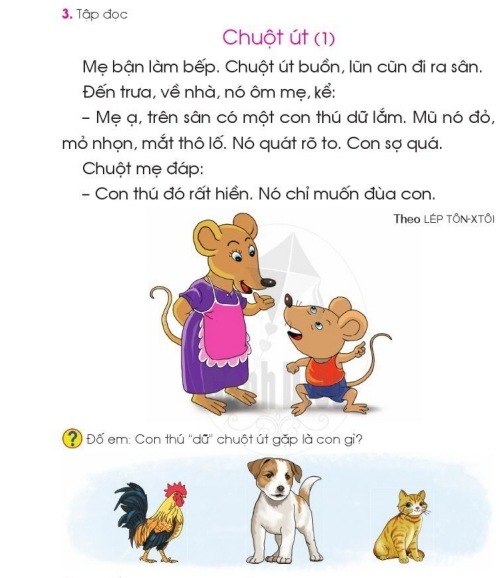 3. Tập đọc
Chuột út (1)
Mẹ bận làm bếp. Chuột út buồn, lũn cũn đi ra sân.
Đến trưa, về nhà, nó ôm mẹ, kể:
– Mẹ ạ, trên sân có một con thú dữ lắm. Mũ nó đỏ,
mỏ nhọn, mắt thô lố. Nó quát rõ to. Con sợ quá.
Chuột mẹ đáp:
– Con thú đó rất hiền. Nó chỉ muốn đùa con.
Theo LÉP TÔN-XTÔI
? Đố em: Con thú "dữ" chuột út gặp là con gì?